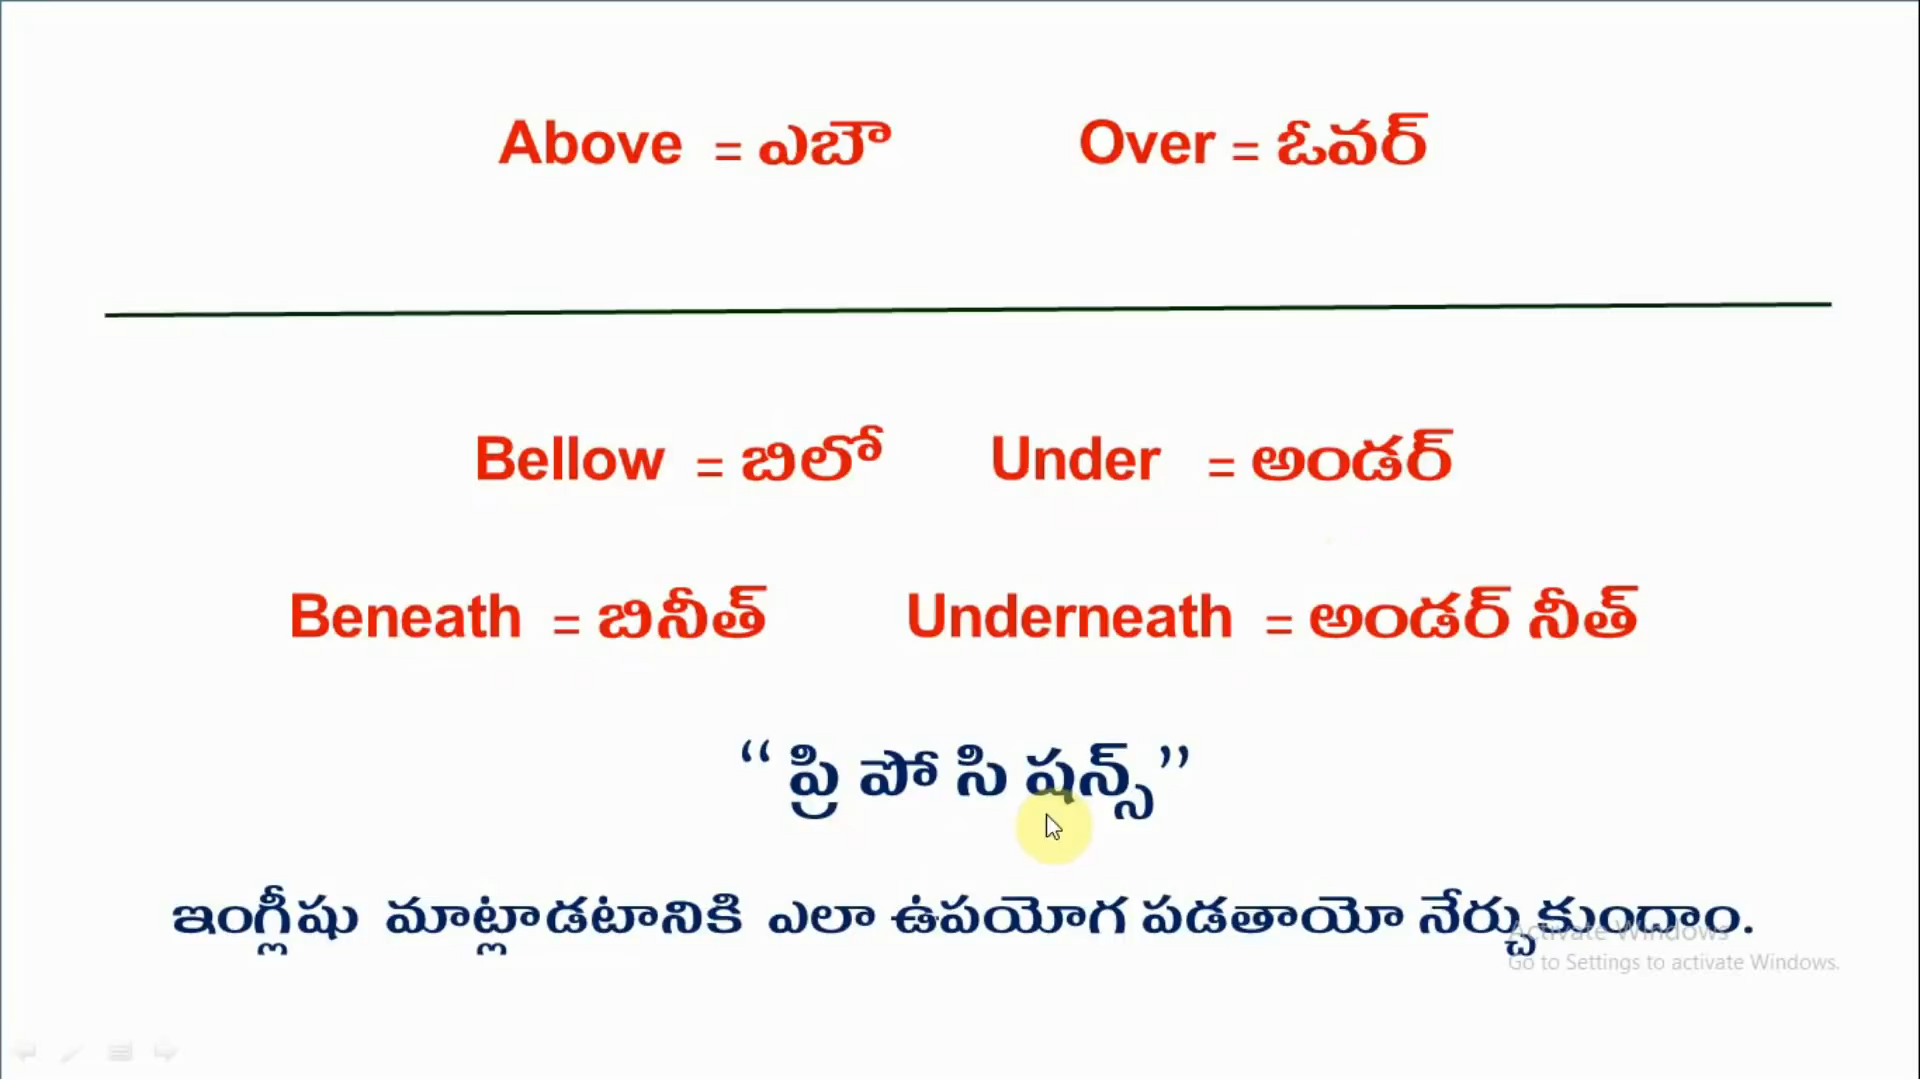 Above = ఎబౌ Over = ఓవర్
Bellow = బిలో Under = అండర్
Beneath = బినీత్ Underneath = అండర్ నీత్
“ ప్రి పో సి షన్స్”
ఇంగ్లీషు మాట్లాడటానికి ఎలా ఉపయోగ పడతాయో నేర్చుకుందాం.
Activate Windows
Go to Settings to activate Windows.